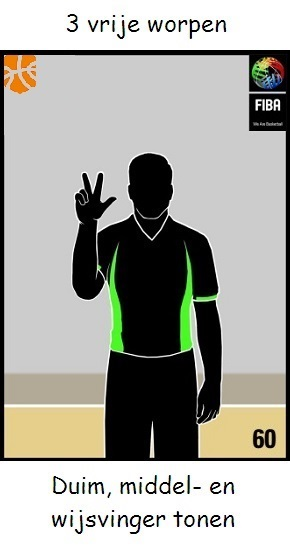 3 vrije worpen
FIBA
We Are Basketball
60
Duim, middel- en
wijsvinger tonen